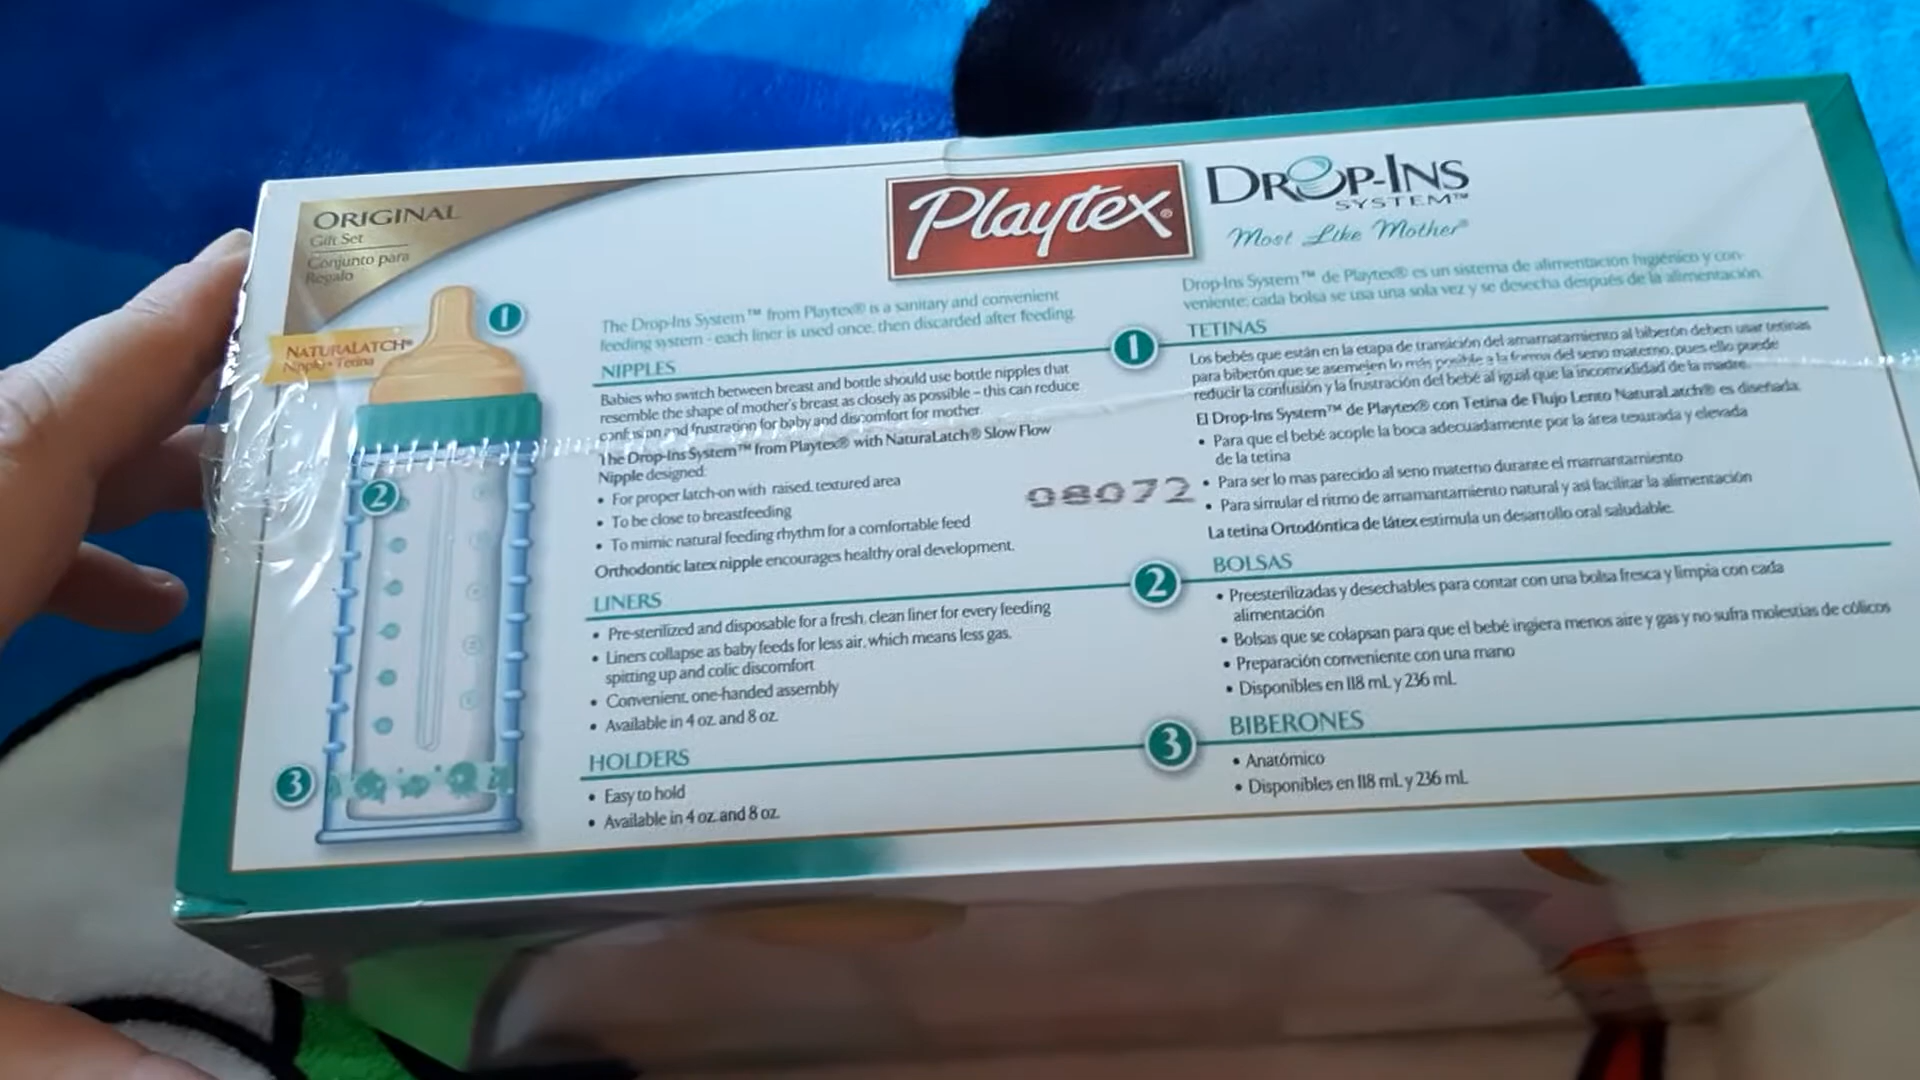 ORIGINAL
Gift Set
Conjunto para
Regalo
Playtex®
DROP-INS
SYSTEM™
Most Like Mother®
NATURALATCH®
Nipple • Tetina
1
2
3
The Drop-Ins System™ from Playtex® is a sanitary and convenient
feeding system - each liner is used once, then discarded after feeding.
NIPPLES
Babies who switch between breast and bottle should use bottle nipples that
resemble the shape of mother's breast as closely as possible – this can reduce
confusion and frustration for baby and discomfort for mother.
The Drop-Ins System™ from Playtex® with NaturaLatch® Slow Flow
Nipple designed:
• For proper latch-on with raised, textured area
• To be close to breastfeeding
• To mimic natural feeding rhythm for a comfortable feed
Orthodontic latex nipple encourages healthy oral development.
LINERS
• Pre-sterilized and disposable for a fresh, clean liner for every feeding
• Liners collapse as baby feeds for less air, which means less gas,
spitting up and colic discomfort
• Convenient, one-handed assembly
• Available in 4 oz. and 8 oz.
HOLDERS
• Easy to hold
• Available in 4 oz. and 8 oz.
08072
Drop-Ins System™ de Playtex® es un sistema de alimentación higiénico y con-
veniente: cada bolsa se usa una sola vez y se desecha después de la alimentación.
1
TETINAS
Los bebés que están en la etapa de transición del amamatamiento al biberón deben usar tetinas
para biberón que se asemejen lo más posible a la forma del seno materno, pues ello puede
reducir la confusión y la frustración del bebé al igual que la incomodidad de la madre.
El Drop-Ins System™ de Playtex® con Tetina de Flujo Lento NaturaLatch® es diseñada:
• Para que el bebé acople la boca adecuadamente por la área texurada y elevada
de la tetina
• Para ser lo mas parecido al seno materno durante el mamantamiento
• Para simular el ritmo de amamantamiento natural y así facilitar la alimentación
La tetina Ortodóntica de látex estimula un desarrollo oral saludable.
2
BOLSAS
• Preesterilizadas y desechables para contar con una bolsa fresca y limpia con cada
alimentación
• Bolsas que se colapsan para que el bebé ingiera menos aire y gas y no sufra molestias de cólicos
• Preparación conveniente con una mano
• Disponibles en 118 mL y 236 mL
3
BIBERONES
• Anatómico
• Disponibles en 118 mL y 236 mL